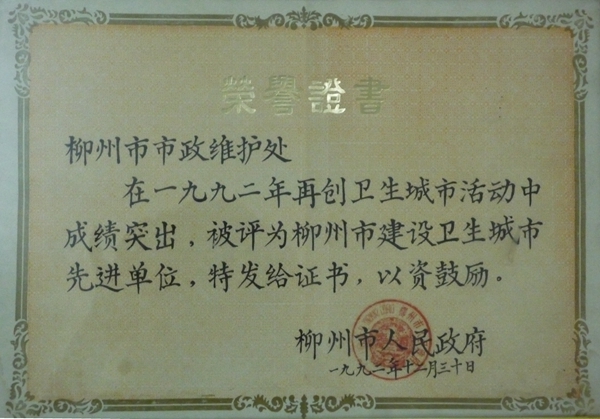 榮譽證書
柳州市市政维护处
在一九九二年再创卫生城市活动中
成绩突出，被评为柳州市建设卫生城市
先进单位，特发给证书，以资鼓励。
柳州市人民政府
一九九二年十二月三十日